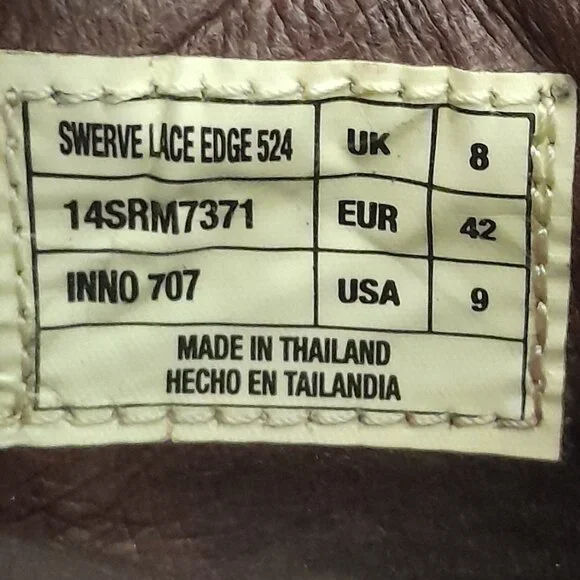 SWERVE LACE EDGE 524 UK 8
14SRM7371 EUR 42
INNO 707 USA 9
MADE IN THAILAND
HECHO EN TAILANDIA